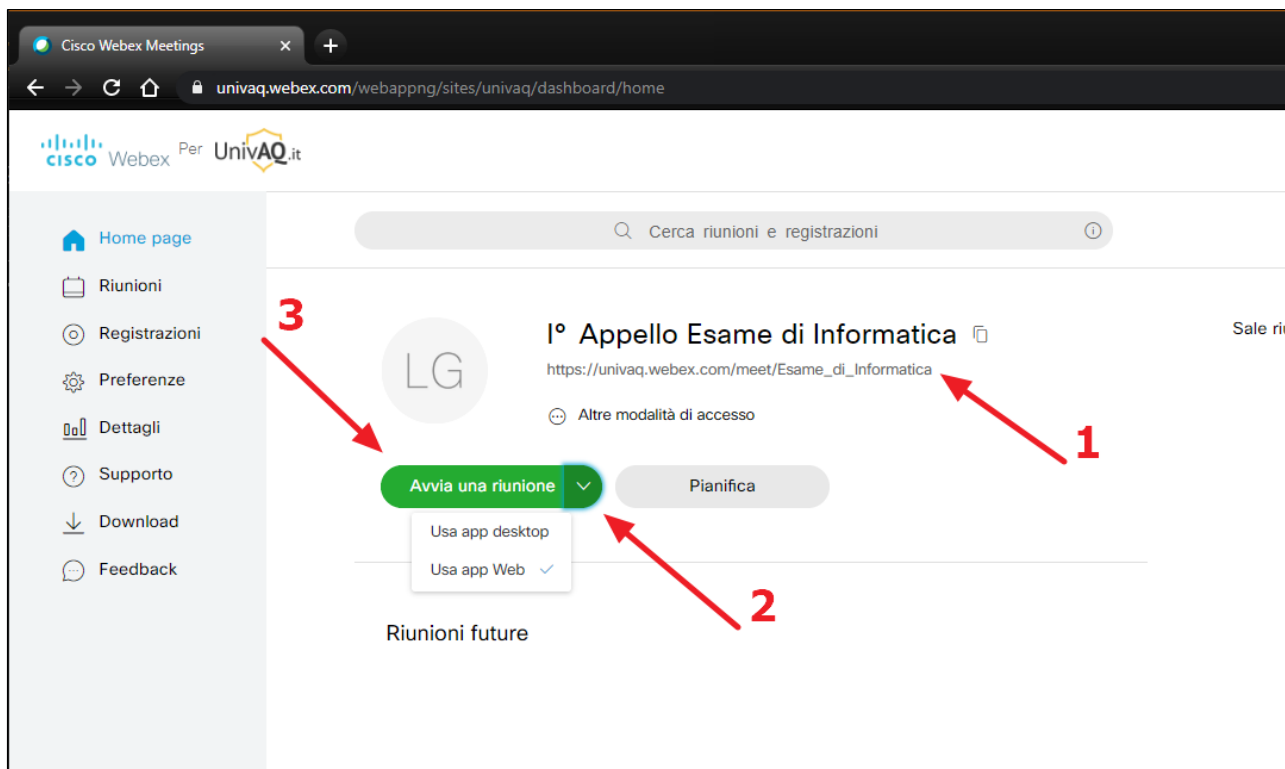 Cisco Webex Meetings
univaq.webex.com/webappng/sites/univaq/dashboard/home
cisco Webex Per UnivAQ.it
Cerca riunioni e registrazioni
Home page
Riunioni
Registrazioni
Preferenze
Dettagli
Supporto
Download
Feedback
3
LG
I° Appello Esame di Informatica
https://univaq.webex.com/meet/Esame_di_Informatica
Altre modalità di accesso
1
Avvia una riunione
Pianifica
Usa app desktop
Usa app Web
2
Riunioni future
Sale